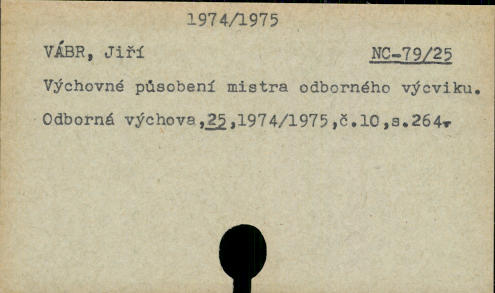 1974/1975
VÁBR, Jiří NC-79/25
Výchovné působení mistra odborného výcviku.
Odborná výchova,25,1974/1975,č.10,s.264.